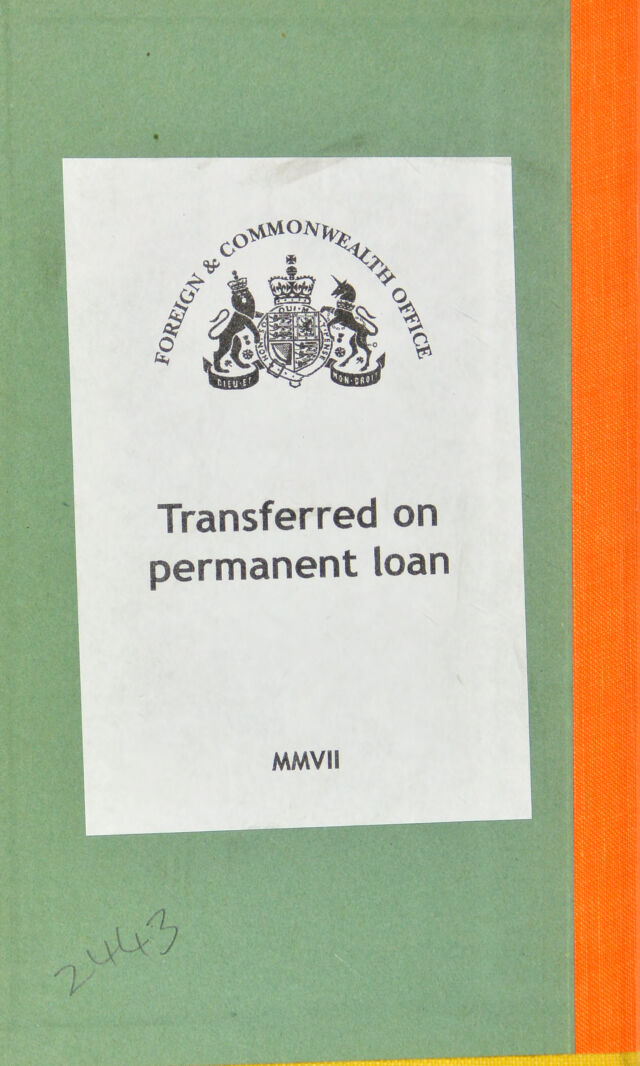 FOREIGN & COMMONWEALTH OFFICE
DIEU·ET
MON·DROIT
Transferred on
permanent loan
MMVII
2443